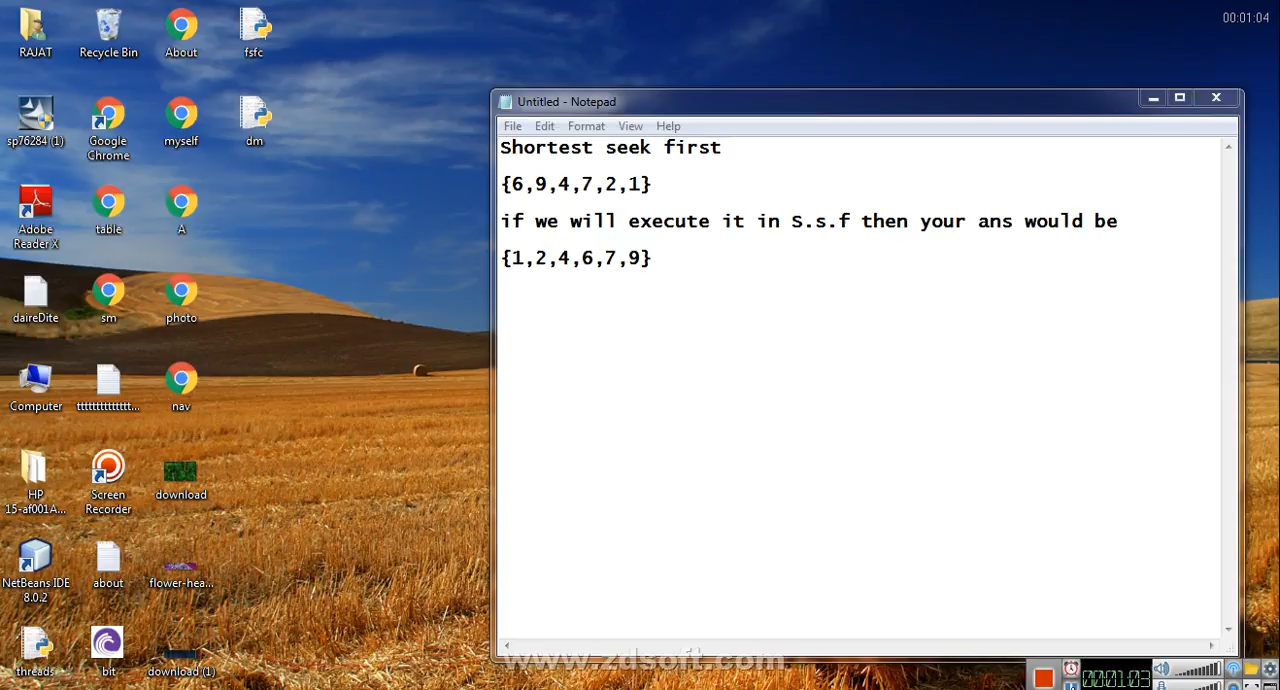 00:01:04
RAJAT
Recycle Bin
About
fsfc
sp76284 (1)
Google Chrome
myself
dm
Adobe Reader X
table
A
daireDite
sm
photo
Computer
tttttttttttttt...
nav
HP 15-af001A...
Screen Recorder
download
NetBeans IDE 8.0.2
about
flower-hea...
threads
bit
download (1)
Untitled - Notepad
File Edit Format View Help
Shortest seek first
{6,9,4,7,2,1}
if we will execute it in S.s.f then your ans would be
{1,2,4,6,7,9}
www.zdsoft.com
00:01:03